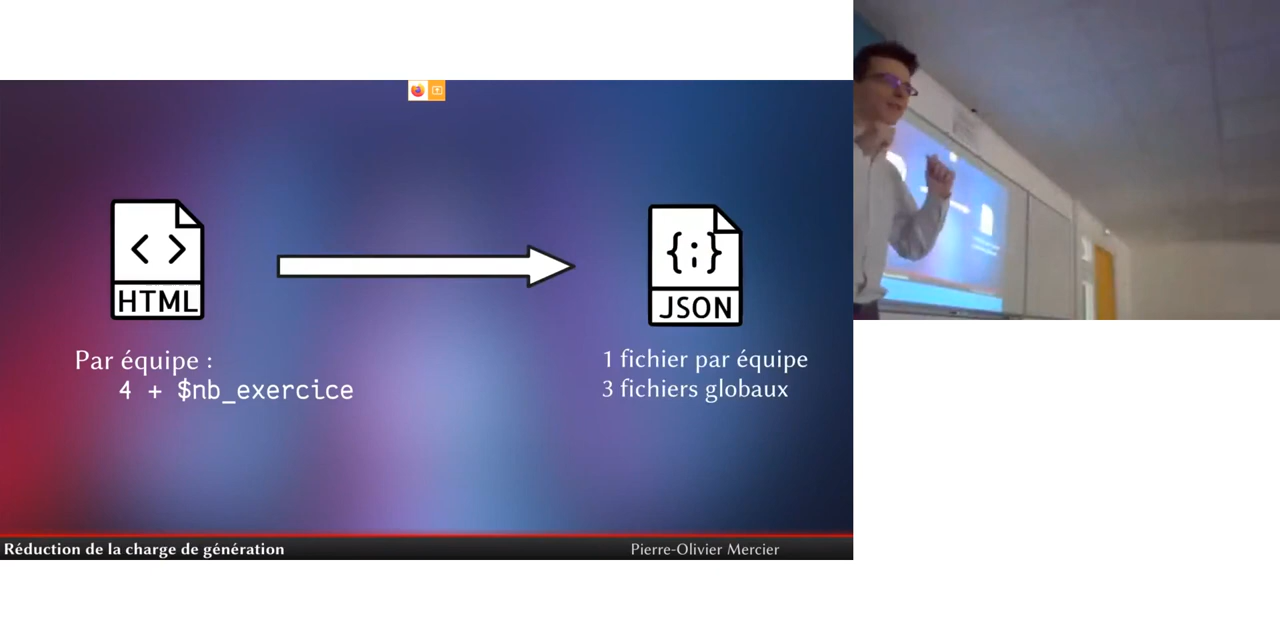 HTML
Par équipe :
4 + $nb_exercice
{;}
JSON
1 fichier par équipe
3 fichiers globaux
Réduction de la charge de génération
Pierre-Olivier Mercier